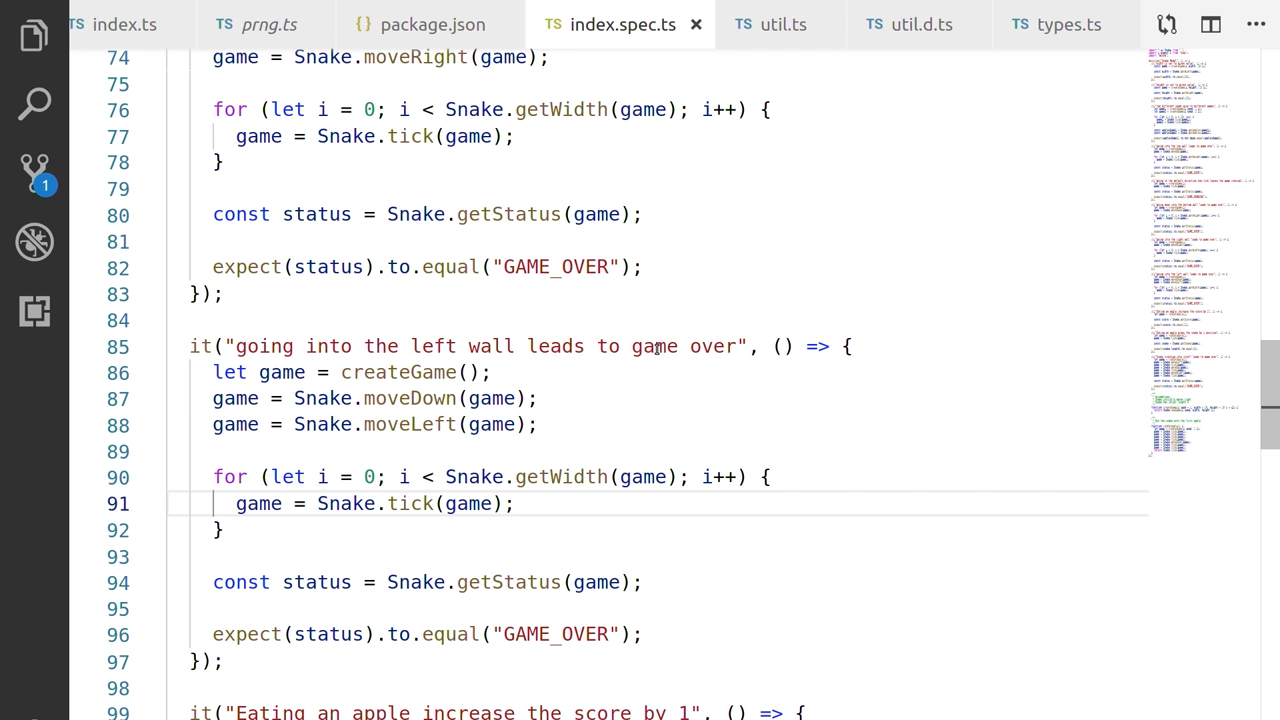 TS index.ts TS prng.ts {} package.json TS index.spec.ts × TS util.ts TS util.d.ts TS types.ts
74 game = Snake.moveRight(game);
75
76 for (let i = 0; i < Snake.getWidth(game); i++) {
77 game = Snake.tick(game);
78 }
79
80 const status = Snake.getStatus(game);
81
82 expect(status).to.equal("GAME_OVER");
83 });
84
85 it("going into the left wall leads to game over", () => {
86 let game = createGame();
87 game = Snake.moveDown(game);
88 game = Snake.moveLeft(game);
89
90 for (let i = 0; i < Snake.getWidth(game); i++) {
91 game = Snake.tick(game);
92 }
93
94 const status = Snake.getStatus(game);
95
96 expect(status).to.equal("GAME_OVER");
97 });
98
99 it("Eating an apple increase the score by 1", () => {
1